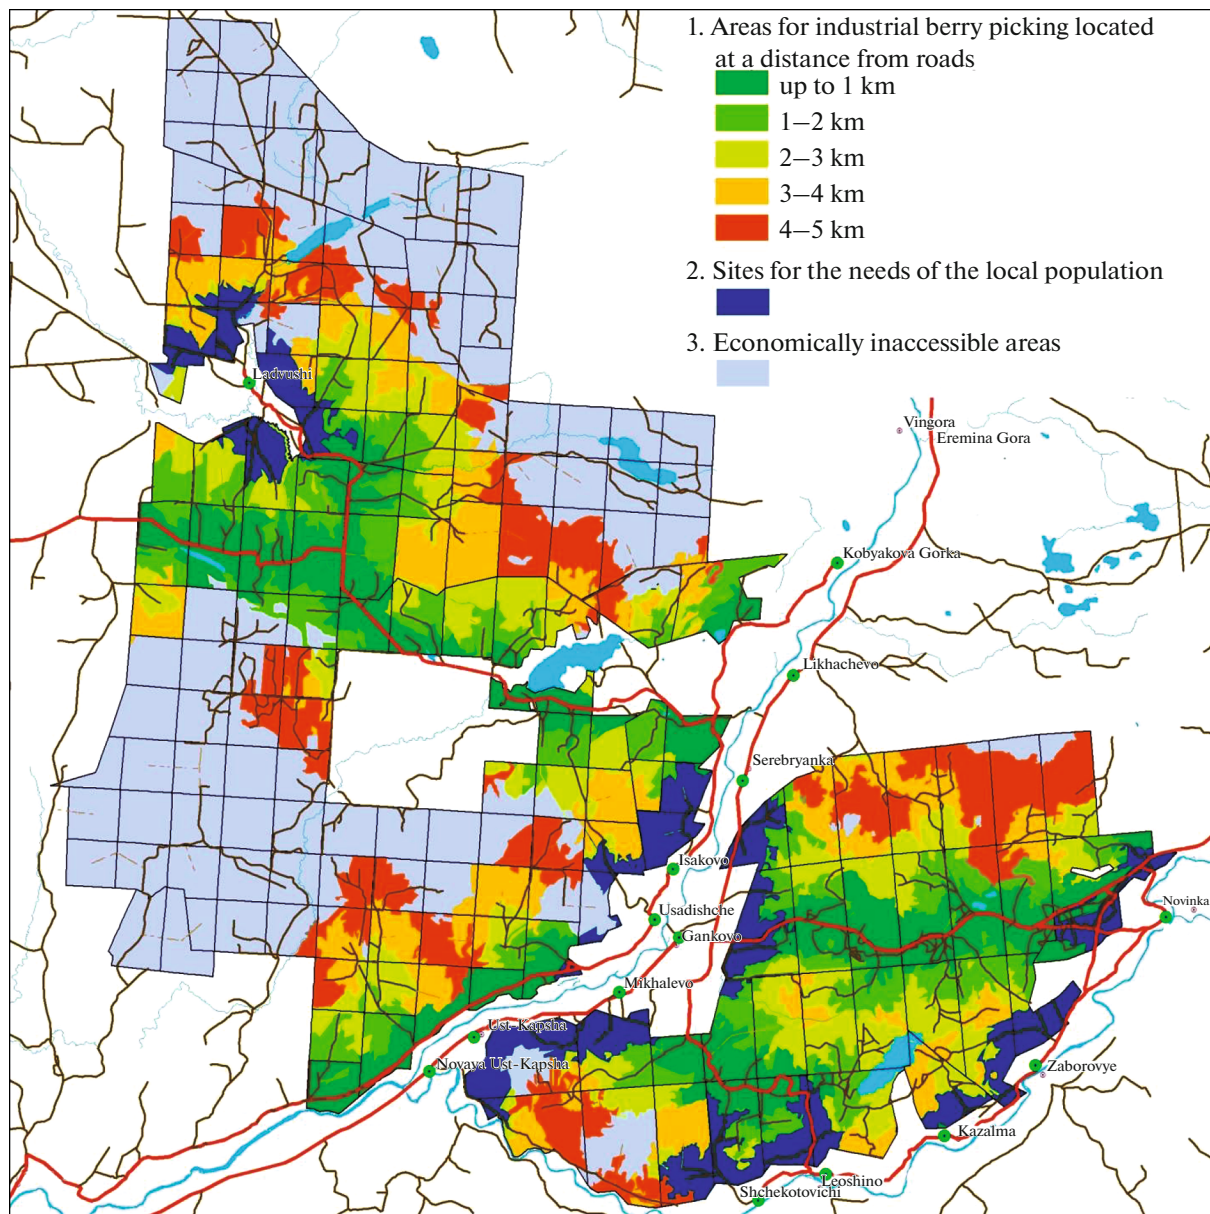 1. Areas for industrial berry picking located
at a distance from roads
up to 1 km
1–2 km
2–3 km
3–4 km
4–5 km
2. Sites for the needs of the local population
3. Economically inaccessible areas
Ladvushi
Vingora
Eremina Gora
Kobyakova Gorka
Likhachevo
Serebryanka
Isakovo
Usadishche
Gankovo
Novinka
Mikhalevo
Ust-Kapsha
Novaya Ust-Kapsha
Zaborovye
Kazalma
Leoshino
Shchekotovichi